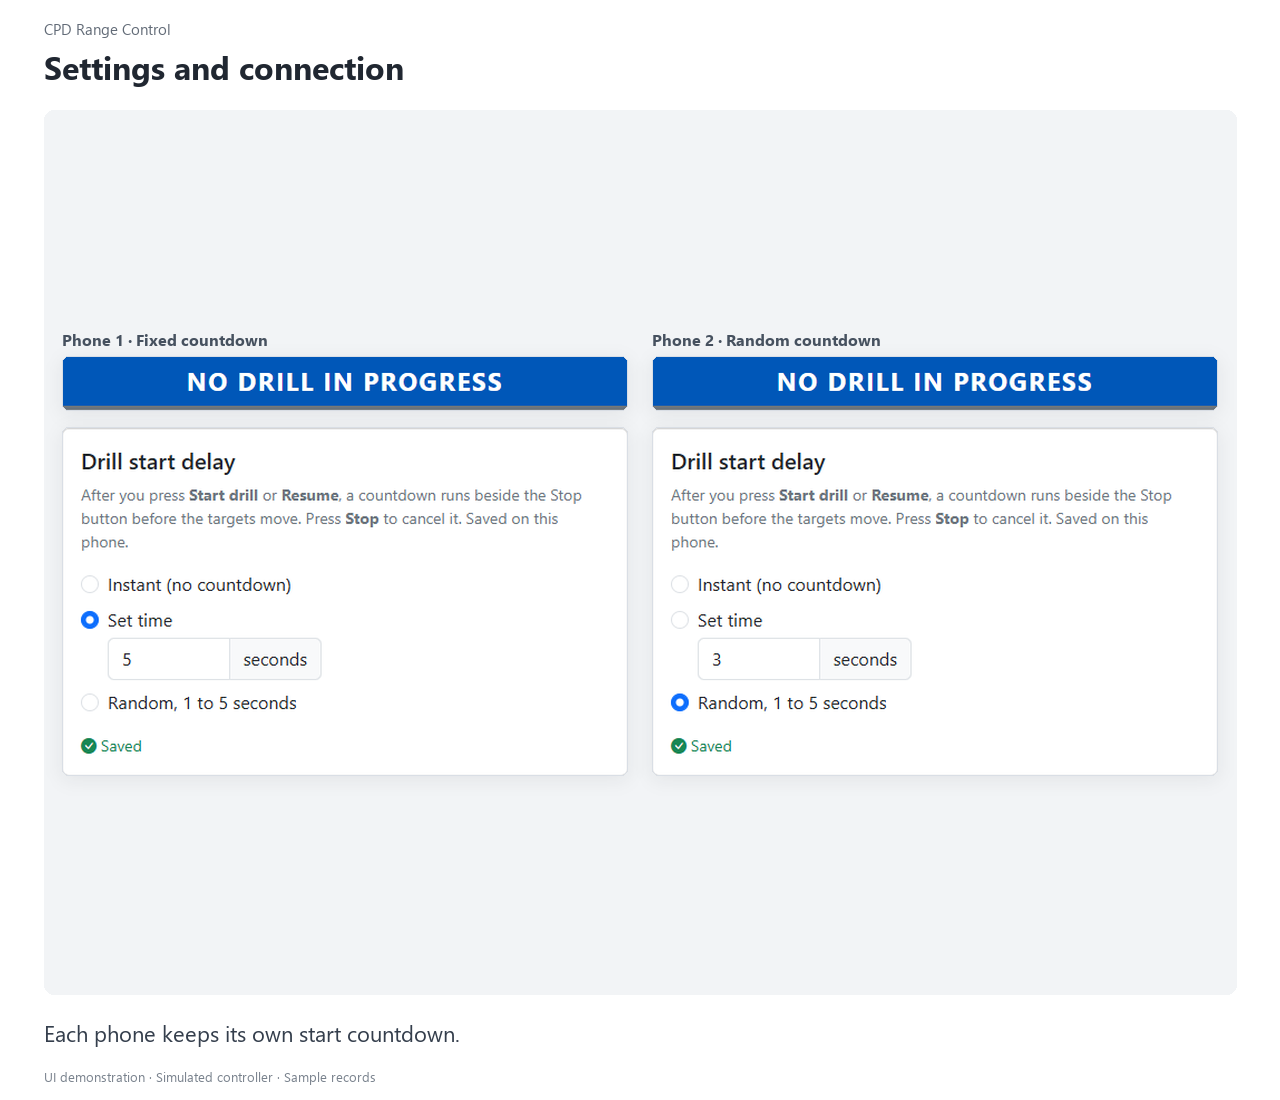 CPD Range Control
Settings and connection
Phone 1 · Fixed countdown
NO DRILL IN PROGRESS
Drill start delay
After you press Start drill or Resume, a countdown runs beside the Stop
button before the targets move. Press Stop to cancel it. Saved on this
phone.
Instant (no countdown)
Set time
5 seconds
Random, 1 to 5 seconds
Saved
Phone 2 · Random countdown
NO DRILL IN PROGRESS
Drill start delay
After you press Start drill or Resume, a countdown runs beside the Stop
button before the targets move. Press Stop to cancel it. Saved on this
phone.
Instant (no countdown)
Set time
3 seconds
Random, 1 to 5 seconds
Saved
Each phone keeps its own start countdown.
UI demonstration · Simulated controller · Sample records